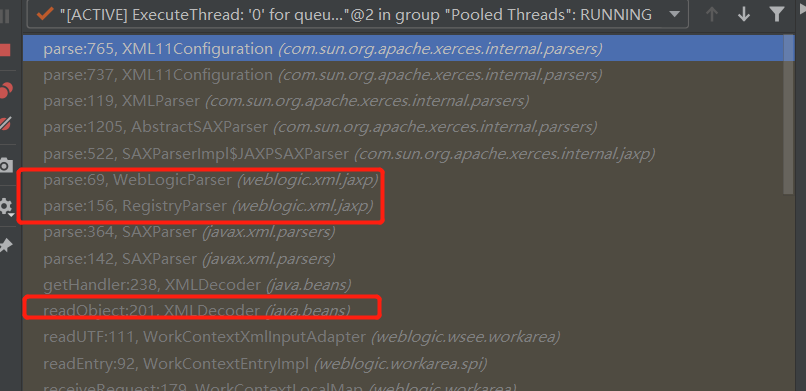 "[ACTIVE] ExecuteThread: '0' for queu..."@2 in group "Pooled Threads": RUNNING
parse:765, XML11Configuration (com.sun.org.apache.xerces.internal.parsers)
parse:737, XML11Configuration (com.sun.org.apache.xerces.internal.parsers)
parse:119, XMLParser (com.sun.org.apache.xerces.internal.parsers)
parse:1205, AbstractSAXParser (com.sun.org.apache.xerces.internal.parsers)
parse:522, SAXParserImpl$JAXPSAXParser (com.sun.org.apache.xerces.internal.jaxp)
parse:69, WebLogicParser (weblogic.xml.jaxp)
parse:156, RegistryParser (weblogic.xml.jaxp)
parse:364, SAXParser (javax.xml.parsers)
parse:142, SAXParser (javax.xml.parsers)
getHandler:238, XMLDecoder (java.beans)
readObject:201, XMLDecoder (java.beans)
readUTF:111, WorkContextXmlInputAdapter (weblogic.wsee.workarea)
readEntry:92, WorkContextEntryImpl (weblogic.workarea.spi)
receiveRequest:179, WorkContextLocalMap (weblogic.workarea)